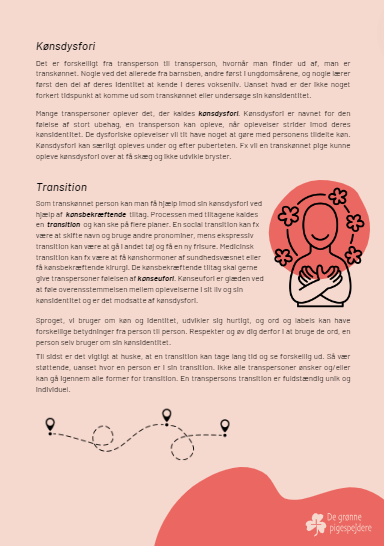 Kønsdysfori
Det er forskelligt fra transperson til transperson, hvornår man finder ud af, man er
transkønnet. Nogle ved det allerede fra barnsben, andre først i ungdomsårene, og nogle lærer
først den del af deres identitet at kende i deres voksenliv. Uanset hvad er der ikke noget
forkert tidspunkt at komme ud som transkønnet eller undersøge sin kønsidentitet.
Mange transpersoner oplever det, der kaldes kønsdysfori. Kønsdysfori er navnet for den
følelse af stort ubehag, en transperson kan opleve, når oplevelser strider imod deres
kønsidentitet. De dysforiske oplevelser vil tit have noget at gøre med personens tildelte køn.
Kønsdysfori kan særligt opleves under og efter puberteten. Fx vil en transkønnet pige kunne
opleve kønsdysfori over at få skæg og ikke udvikle bryster.
Transition
Som transkønnet person kan man få hjælp imod sin kønsdysfori ved
hjælp af kønsbekræftende tiltag. Processen med tiltagene kaldes
en transition og kan ske på flere planer. En social transition kan fx
være at skifte navn og bruge andre pronominer, mens ekspressiv
transition kan være at gå i andet tøj og få en ny frisure. Medicinsk
transition kan fx være at få kønshormoner af sundhedsvæsnet eller
få kønsbekræftende kirurgi. De kønsbekræftende tiltag skal gerne
give transpersoner følelsen af kønseufori. Kønseufori er glæden ved
at føle overensstemmelsen mellem oplevelserne i sit liv og sin
kønsidentitet og er det modsatte af kønsdysfori.
Sproget, vi bruger om køn og identitet, udvikler sig hurtigt, og ord og labels kan have
forskellige betydninger fra person til person. Respekter og øv dig derfor i at bruge de ord, en
person selv bruger om sin kønsidentitet.
Til sidst er det vigtigt at huske, at en transition kan tage lang tid og se forskellig ud. Så vær
støttende, uanset hvor en person er i sin transition. Ikke alle transpersoner ønsker og/eller
kan gå igennem alle former for transition. En transpersons transition er fuldstændig unik og
individuel.
De grønne
pigespejdere